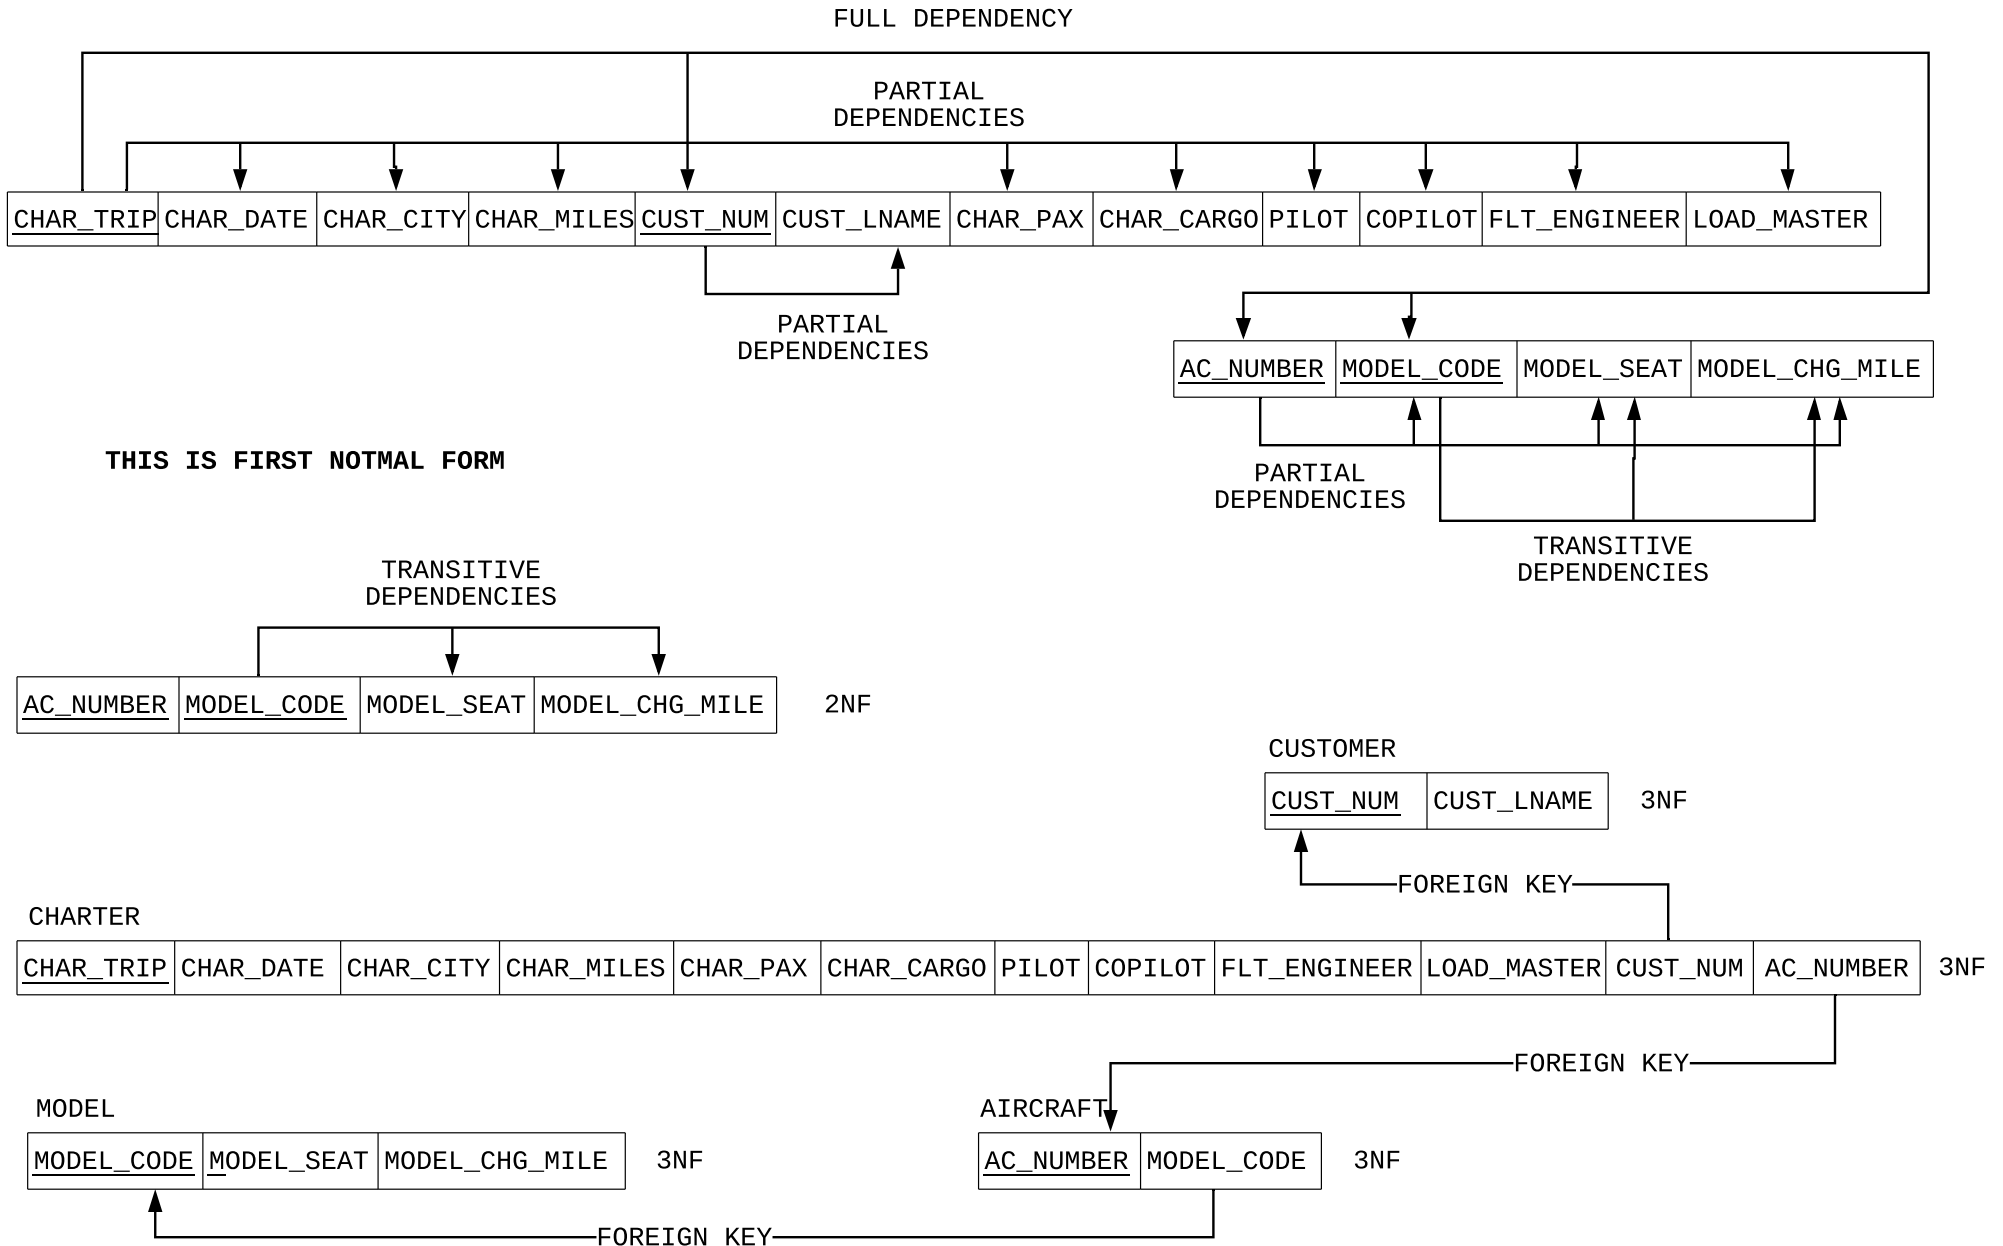 FULL DEPENDENCY
PARTIAL
DEPENDENCIES
CHAR_TRIP CHAR_DATE CHAR_CITY CHAR_MILES CUST_NUM CUST_LNAME CHAR_PAX CHAR_CARGO PILOT COPILOT FLT_ENGINEER LOAD_MASTER
PARTIAL
DEPENDENCIES
AC_NUMBER MODEL_CODE MODEL_SEAT MODEL_CHG_MILE
THIS IS FIRST NOTMAL FORM
PARTIAL
DEPENDENCIES
TRANSITIVE
DEPENDENCIES
TRANSITIVE
DEPENDENCIES
AC_NUMBER MODEL_CODE MODEL_SEAT MODEL_CHG_MILE 2NF
CUSTOMER
CUST_NUM CUST_LNAME 3NF
FOREIGN KEY
CHARTER
CHAR_TRIP CHAR_DATE CHAR_CITY CHAR_MILES CHAR_PAX CHAR_CARGO PILOT COPILOT FLT_ENGINEER LOAD_MASTER CUST_NUM AC_NUMBER 3NF
FOREIGN KEY
MODEL
MODEL_CODE MODEL_SEAT MODEL_CHG_MILE 3NF
AIRCRAFT
AC_NUMBER MODEL_CODE 3NF
FOREIGN KEY